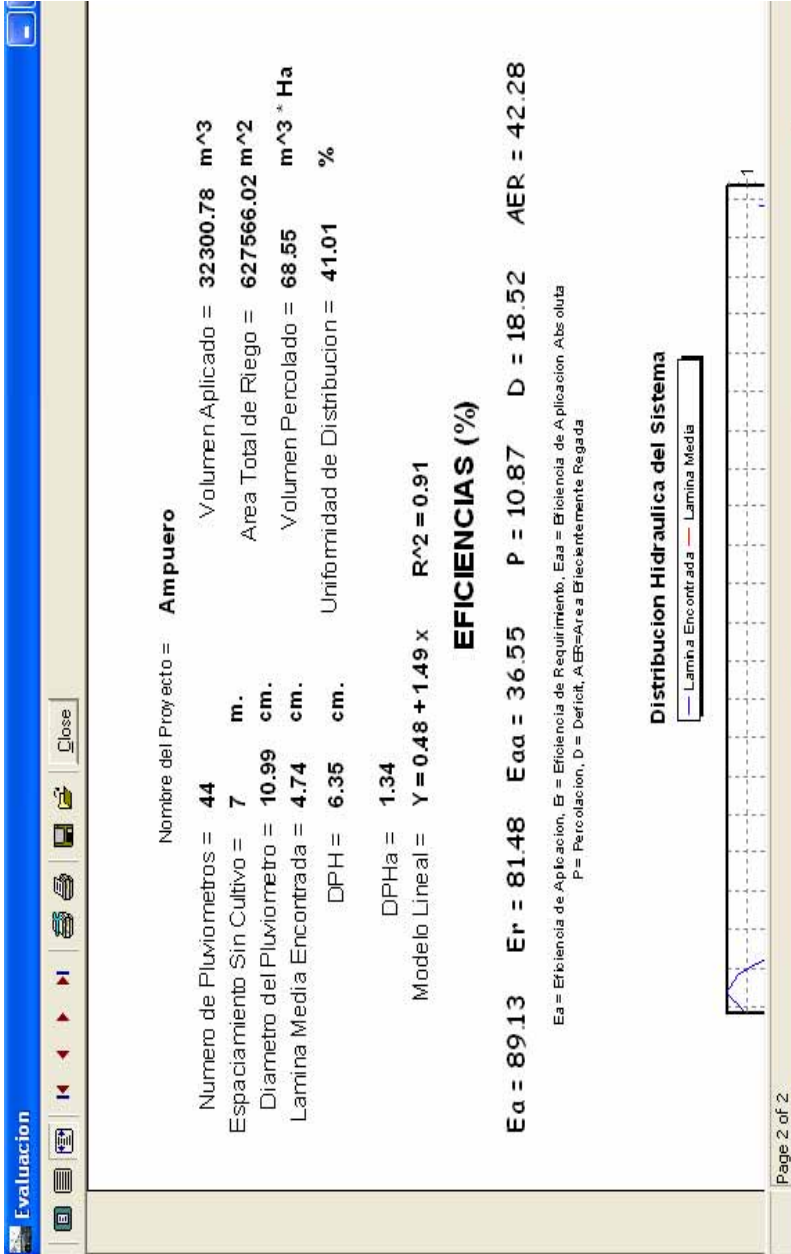 Evaluacion
Close
Nombre del Proyecto = Ampuero
Numero de Pluviometros = 44
Volumen Aplicado = 32300.78 m^3
Espaciamiento Sin Cultivo = 7 m.
Area Total de Riego = 627566.02 m^2
Diametro del Pluviometro = 10.99 cm.
Volumen Percolado = 68.55 m^3 * Ha
Lamina Media Encontrada = 4.74 cm.
Uniformidad de Distribucion = 41.01 %
DPH = 6.35 cm.
DPHa = 1.34
Modelo Lineal = Y = 0.48 + 1.49 x R^2 = 0.91
EFICIENCIAS (%)
Ea = 89.13 Er = 81.48 Eaa = 36.55 P = 10.87 D = 18.52 AER = 42.28
Ea = Eficiencia de Aplicacion, Er = Eficiencia de Requirimiento, Eaa = Eficiencia de Aplicacion Absoluta
P = Percolacion, D = Deficit, AER=Area Efiecientemente Regada
Distribucion Hidraulica del Sistema
Lamina Encontrada Lamina Media
1
Page 2 of 2